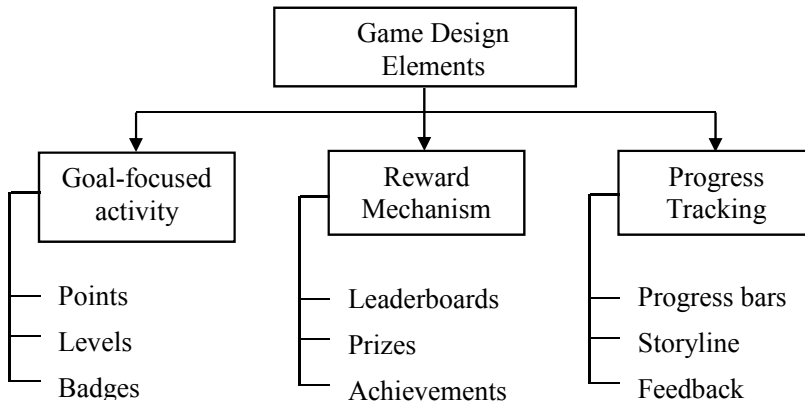 Game Design
Elements
Goal-focused
activity
Points
Levels
Badges
Reward
Mechanism
Leaderboards
Prizes
Achievements
Progress
Tracking
Progress bars
Storyline
Feedback